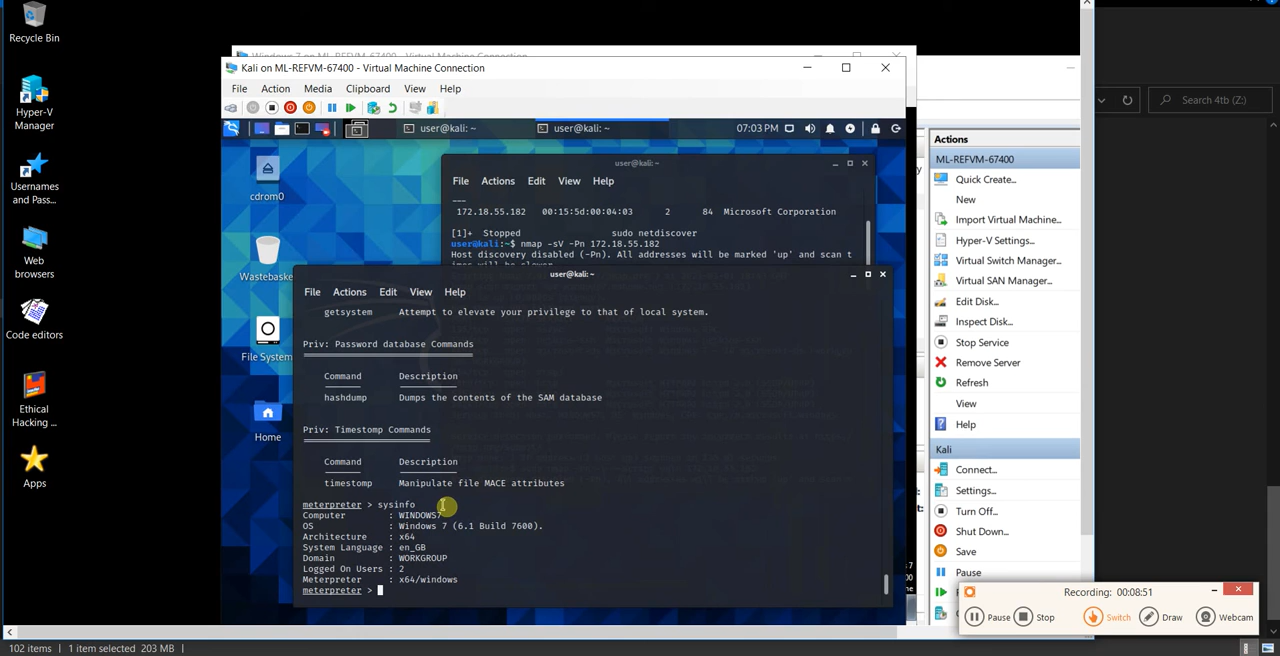 Recycle Bin
Hyper-V
Manager
Usernames
and Pass...
Web
browsers
Code editors
Ethical
Hacking ...
Apps
Kali on ML-REFVM-67400 - Virtual Machine Connection
File Action Media Clipboard View Help
user@kali: ~
user@kali: ~
07:03 PM
cdrom0
Wastebaske
File System
Home
user@kali: ~
File Actions Edit View Help
172.18.55.182 00:15:5d:00:04:03 2 84 Microsoft Corporation
[1]+ Stopped sudo netdiscover
user@kali:~$ nmap -sV -Pn 172.18.55.182
Host discovery disabled (-Pn). All addresses will be marked 'up' and scan t
imes will be slower.
user@kali: ~
File Actions Edit View Help
getsystem Attempt to elevate your privilege to that of local system.
Priv: Password database Commands
Command Description
hashdump Dumps the contents of the SAM database
Priv: Timestomp Commands
Command Description
timestomp Manipulate file MACE attributes
meterpreter > sysinfo
Computer : WINDOWS7
OS : Windows 7 (6.1 Build 7600).
Architecture : x64
System Language : en_GB
Domain : WORKGROUP
Logged On Users : 2
Meterpreter : x64/windows
meterpreter >
Actions
ML-REFVM-67400
Quick Create...
New
Import Virtual Machine...
Hyper-V Settings...
Virtual Switch Manager...
Virtual SAN Manager...
Edit Disk...
Inspect Disk...
Stop Service
Remove Server
Refresh
View
Help
Kali
Connect...
Settings...
Turn Off...
Shut Down...
Save
Pause
Search 4tb (Z:)
Recording: 00:08:51
Pause Stop Switch Draw Webcam
102 items 1 item selected 203 MB